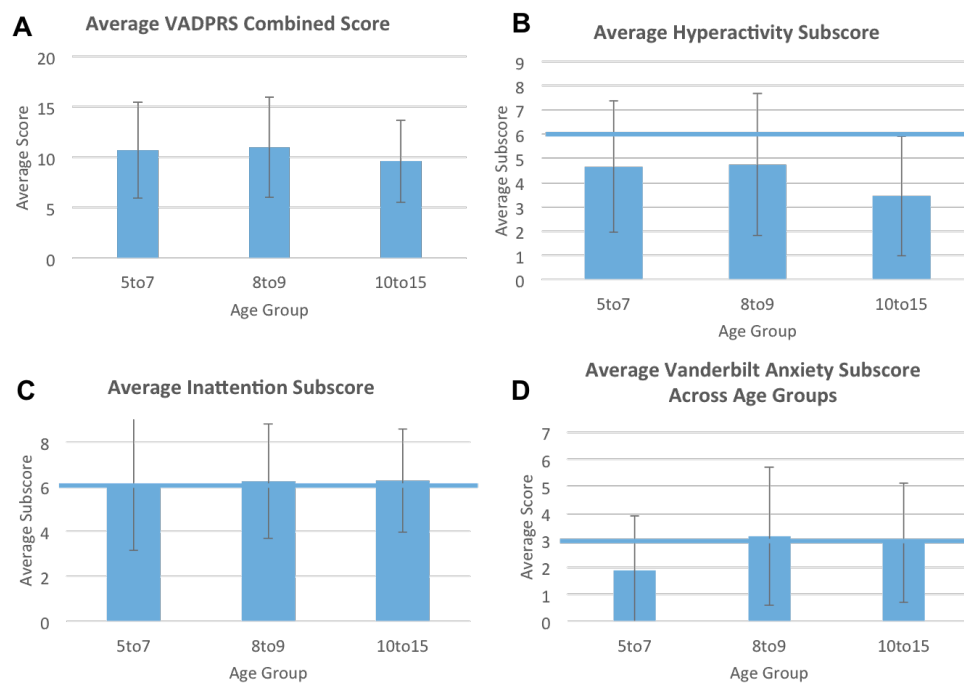 A
Average VADPRS Combined Score
20
15
10
5
0
Average Score
5to7 8to9 10to15
Age Group
B
Average Hyperactivity Subscore
9
8
7
6
5
4
3
2
1
0
Average Subscore
5to7 8to9 10to15
Age Group
C
Average Inattention Subscore
8
6
4
2
0
Average Subscore
5to7 8to9 10to15
Age Group
D
Average Vanderbilt Anxiety Subscore
Across Age Groups
7
6
5
4
3
2
1
0
Average Score
5to7 8to9 10to15
Age Group